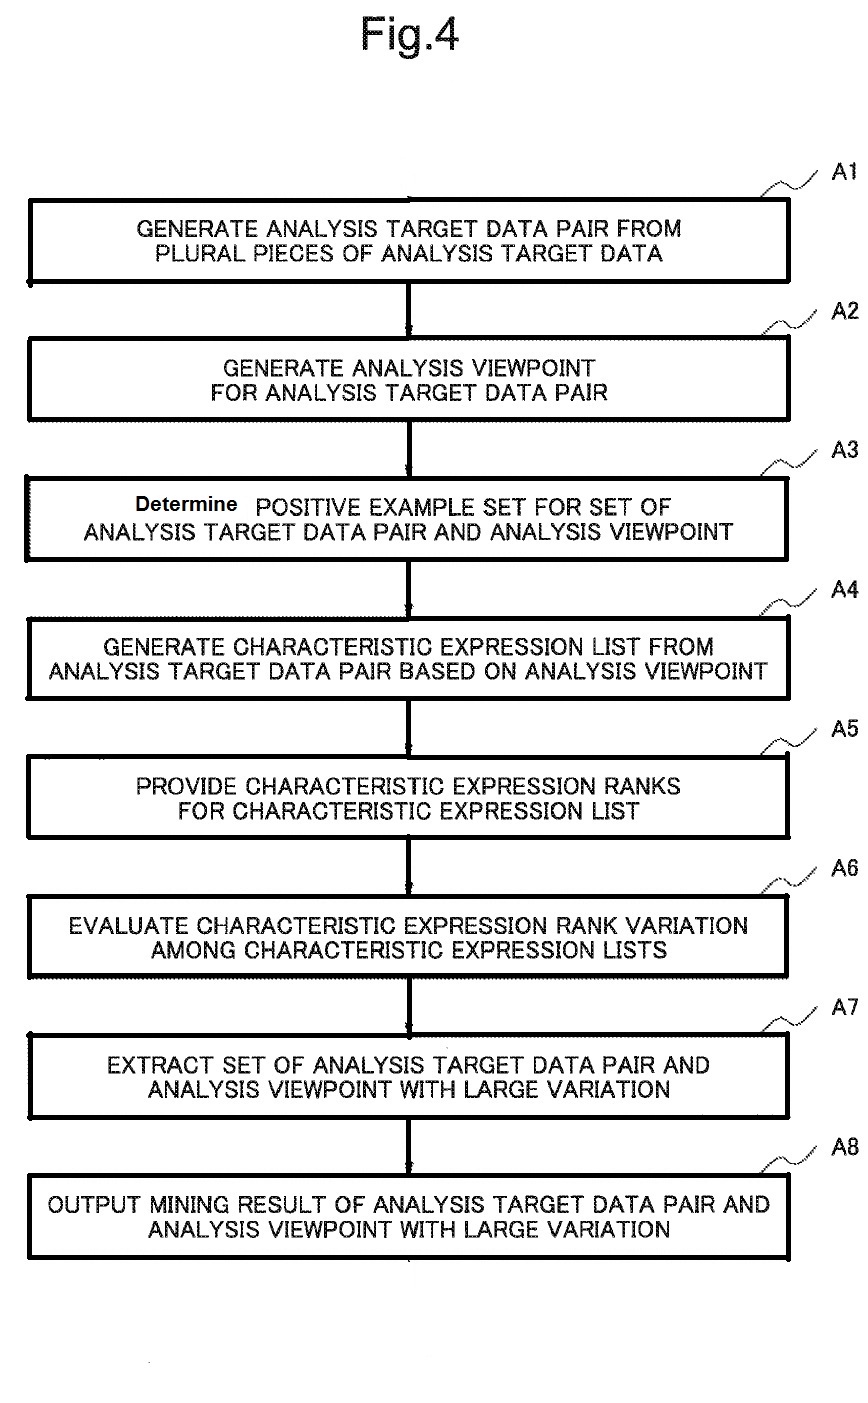 Fig.4
A1
GENERATE ANALYSIS TARGET DATA PAIR FROM
PLURAL PIECES OF ANALYSIS TARGET DATA
A2
GENERATE ANALYSIS VIEWPOINT
FOR ANALYSIS TARGET DATA PAIR
A3
Determine POSITIVE EXAMPLE SET FOR SET OF
ANALYSIS TARGET DATA PAIR AND ANALYSIS VIEWPOINT
A4
GENERATE CHARACTERISTIC EXPRESSION LIST FROM
ANALYSIS TARGET DATA PAIR BASED ON ANALYSIS VIEWPOINT
A5
PROVIDE CHARACTERISTIC EXPRESSION RANKS
FOR CHARACTERISTIC EXPRESSION LIST
A6
EVALUATE CHARACTERISTIC EXPRESSION RANK VARIATION
AMONG CHARACTERISTIC EXPRESSION LISTS
A7
EXTRACT SET OF ANALYSIS TARGET DATA PAIR AND
ANALYSIS VIEWPOINT WITH LARGE VARIATION
A8
OUTPUT MINING RESULT OF ANALYSIS TARGET DATA PAIR AND
ANALYSIS VIEWPOINT WITH LARGE VARIATION